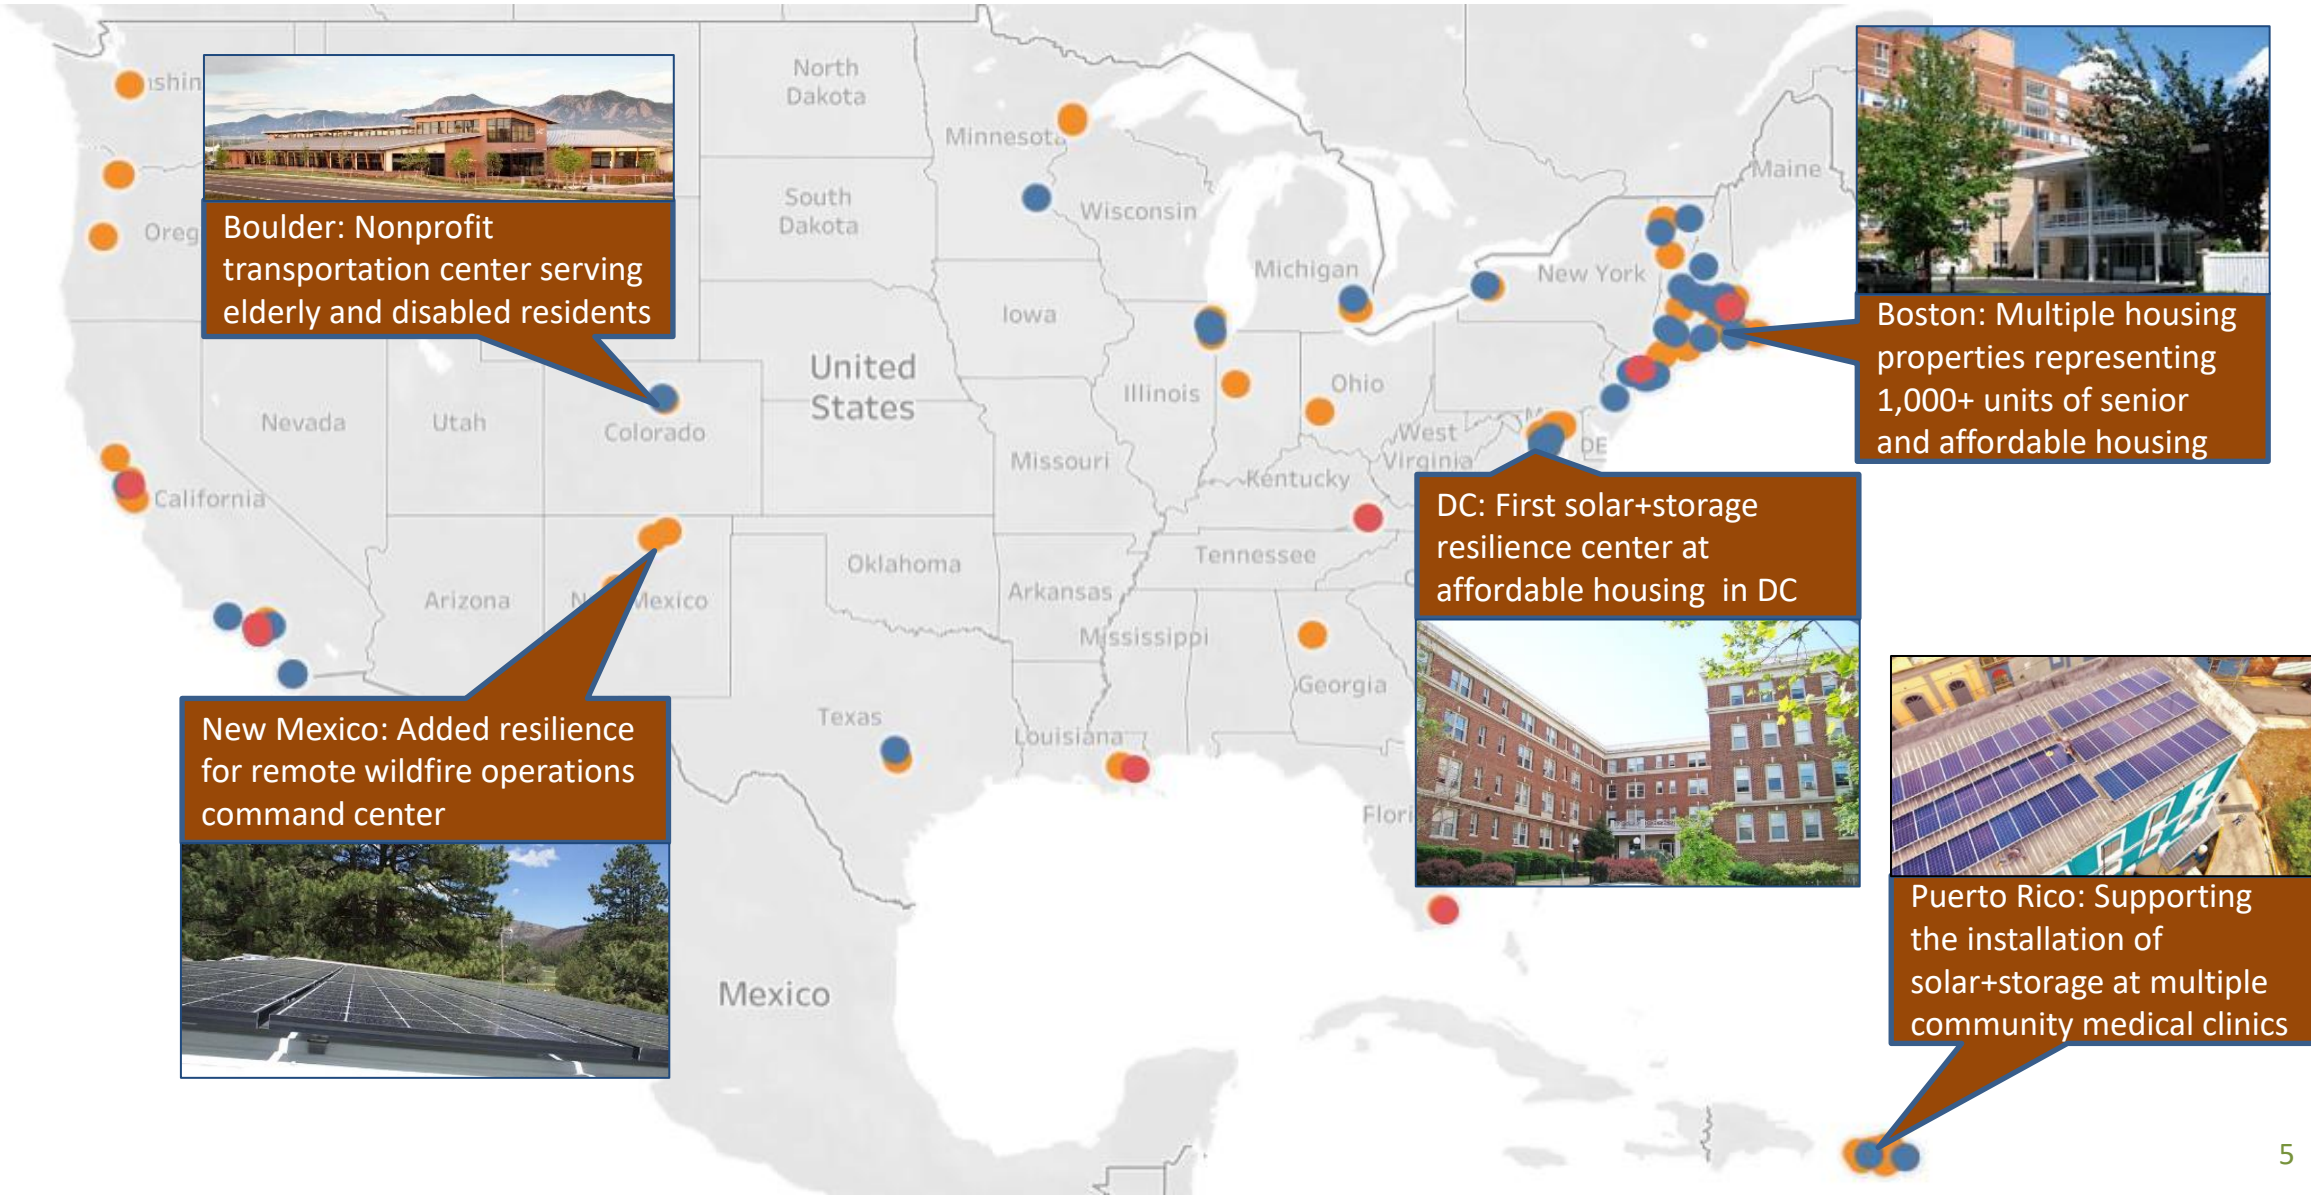 North
Dakota
Minnesota
Maine
South
Dakota
Wisconsin
Boulder: Nonprofit
transportation center serving
elderly and disabled residents
Michigan
New York
Iowa
Boston: Multiple housing
properties representing
1,000+ units of senior
and affordable housing
United
States
Illinois
Ohio
Nevada
Utah
Colorado
West
Virginia
DE
Missouri
Kentucky
California
DC: First solar+storage
resilience center at
affordable housing in DC
Oklahoma
Tennessee
Arizona
Mexico
Arkansas
Mississippi
Georgia
New Mexico: Added resilience
for remote wildfire operations
command center
Texas
Louisiana
Flori
Puerto Rico: Supporting
the installation of
solar+storage at multiple
community medical clinics
Mexico
5